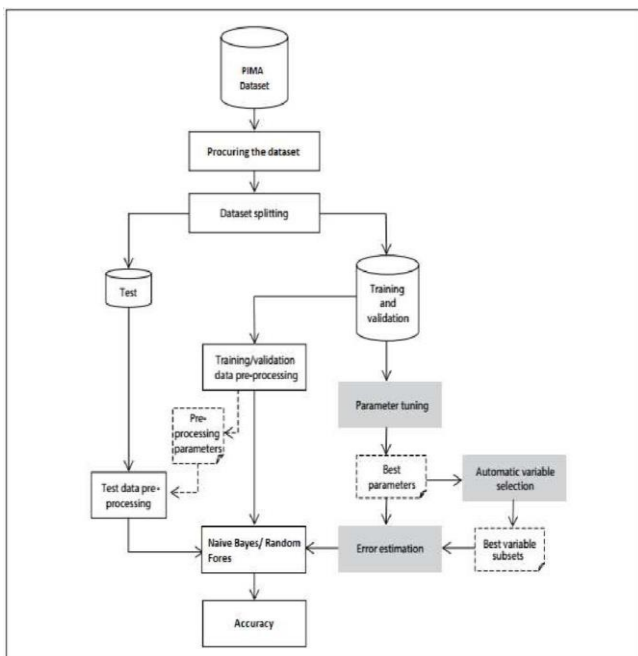 PIMA
Dataset
Procuring the dataset
Dataset splitting
Test
Training
and
validation
Training/validation
data pre-processing
Parameter tuning
Pre-
processing
parameters
Best
parameters
Automatic variable
selection
Test data pre-
processing
Naive Bayes/ Random
Fores
Error estimation
Best variable
subsets
Accuracy